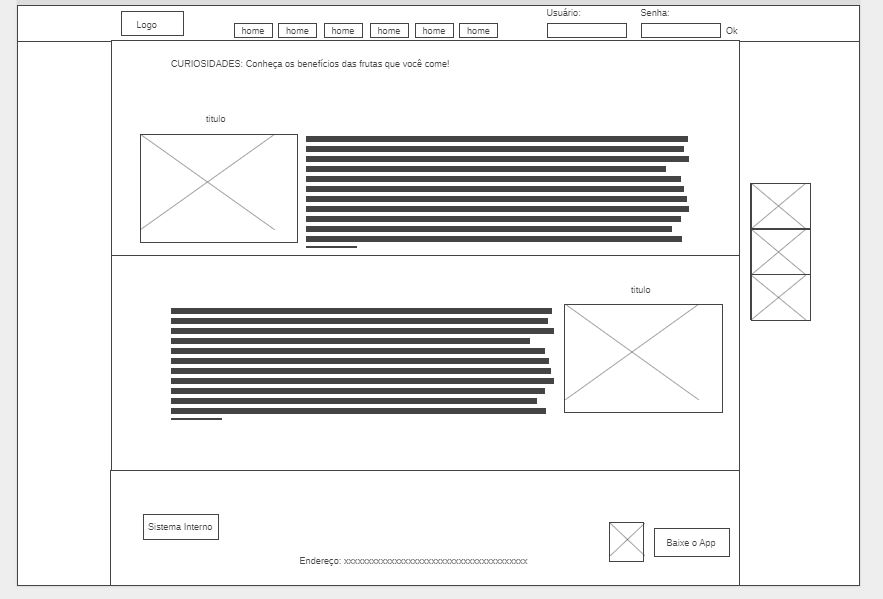 Usuário: Senha:
Logo home home home home home home Ok
CURIOSIDADES: Conheça os benefícios das frutas que você come!
titulo
titulo
Sistema Interno
Baixe o App
Endereço: xxxxxxxxxxxxxxxxxxxxxxxxxxxxxxxxxxxxxxxxx